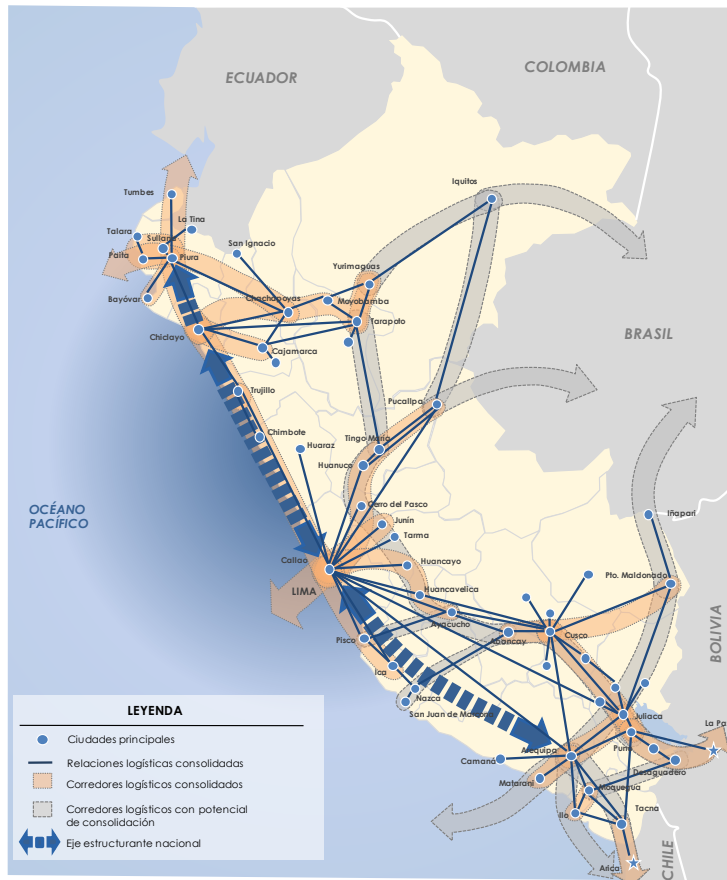 ECUADOR
COLOMBIA
Tumbes
La Tina
Talara
Sullana
Paita
Piura
San Ignacio
Iquitos
Yurimaguas
Bayóvar
Chachapoyas
Moyobamba
Tarapoto
Chiclayo
Cajamarca
BRASIL
Trujillo
Pucallpa
Chimbote
Huaraz
Tingo María
Huanuco
OCÉANO
PACÍFICO
Cerro del Pasco
Junín
Tarma
Iñapari
Callao
Huancayo
LIMA
Huancavelica
Pto. Maldonado
Ayacucho
Pisco
Abancay
Cusco
BOLIVIA
Ica
Nazca
San Juan de Marcona
Juliaca
La Pa
Arequipa
Puno
Camaná
Desaguadero
Matarani
Moquegua
Ilo
Tacna
CHILE
Arica
LEYENDA
Ciudades principales
Relaciones logísticas consolidadas
Corredores logísticos consolidados
Corredores logísticos con potencial
de consolidación
Eje estructurante nacional